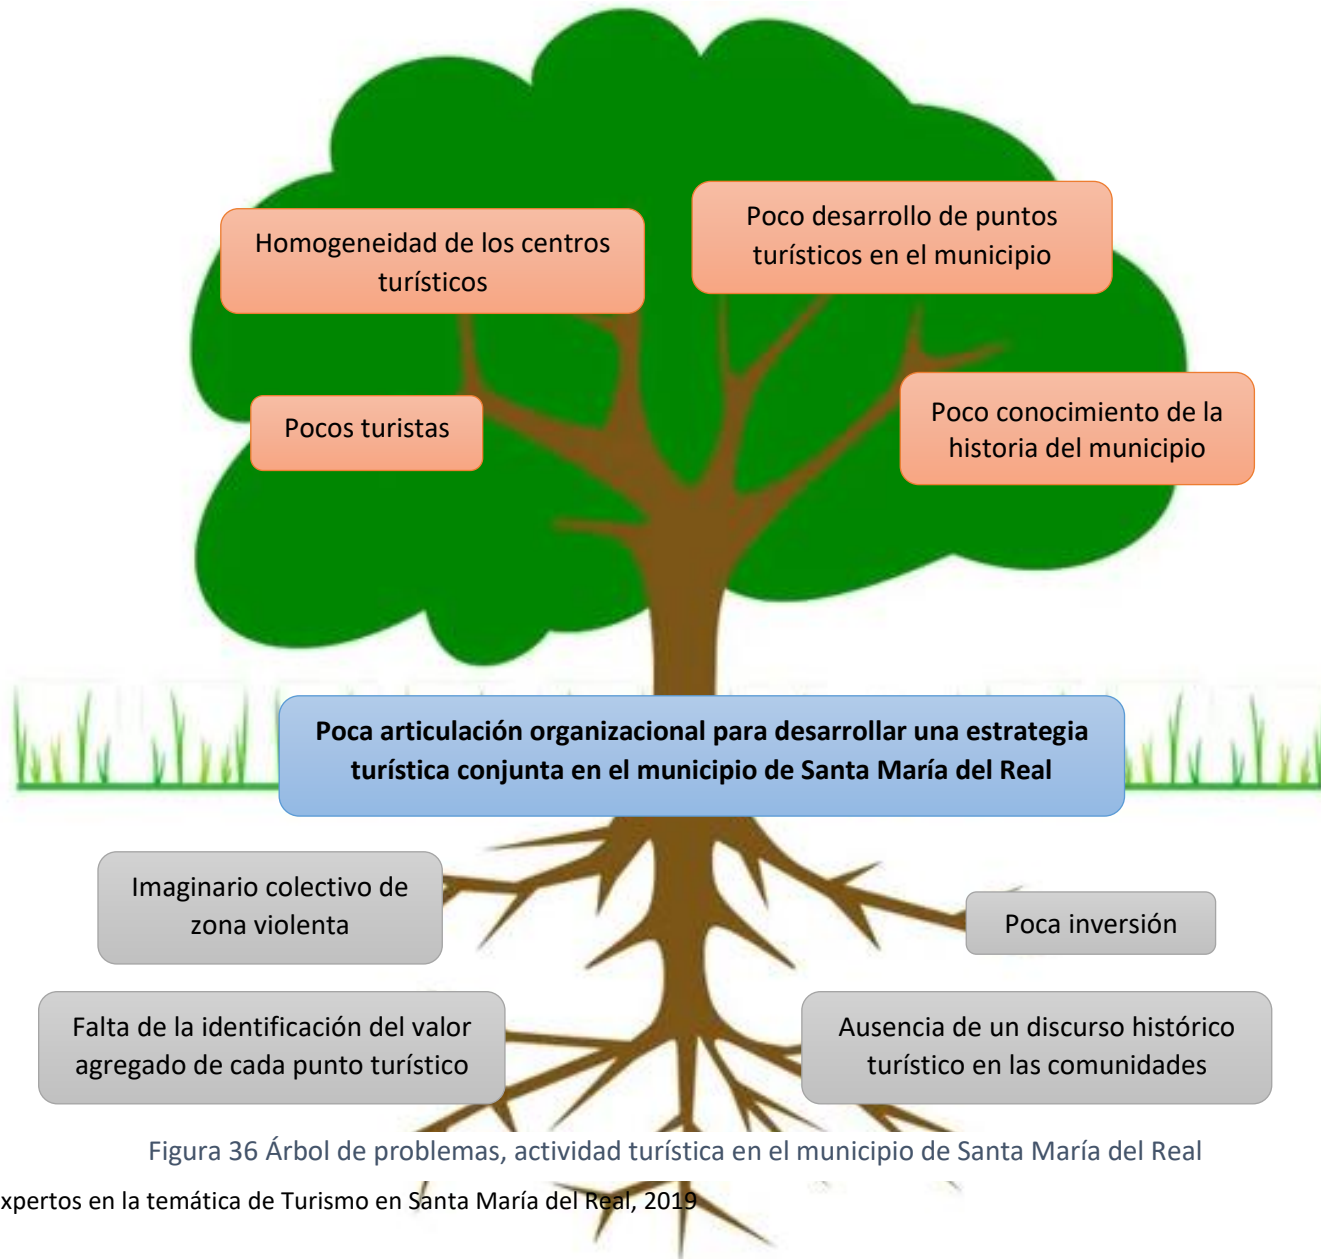 Homogeneidad de los centros
turísticos
Poco desarrollo de puntos
turísticos en el municipio
Pocos turistas
Poco conocimiento de la
historia del municipio
Poca articulación organizacional para desarrollar una estrategia
turística conjunta en el municipio de Santa María del Real
Imaginario colectivo de
zona violenta
Poca inversión
Falta de la identificación del valor
agregado de cada punto turístico
Ausencia de un discurso histórico
turístico en las comunidades
Figura 36 Árbol de problemas, actividad turística en el municipio de Santa María del Real
xpertos en la temática de Turismo en Santa María del Real, 2019